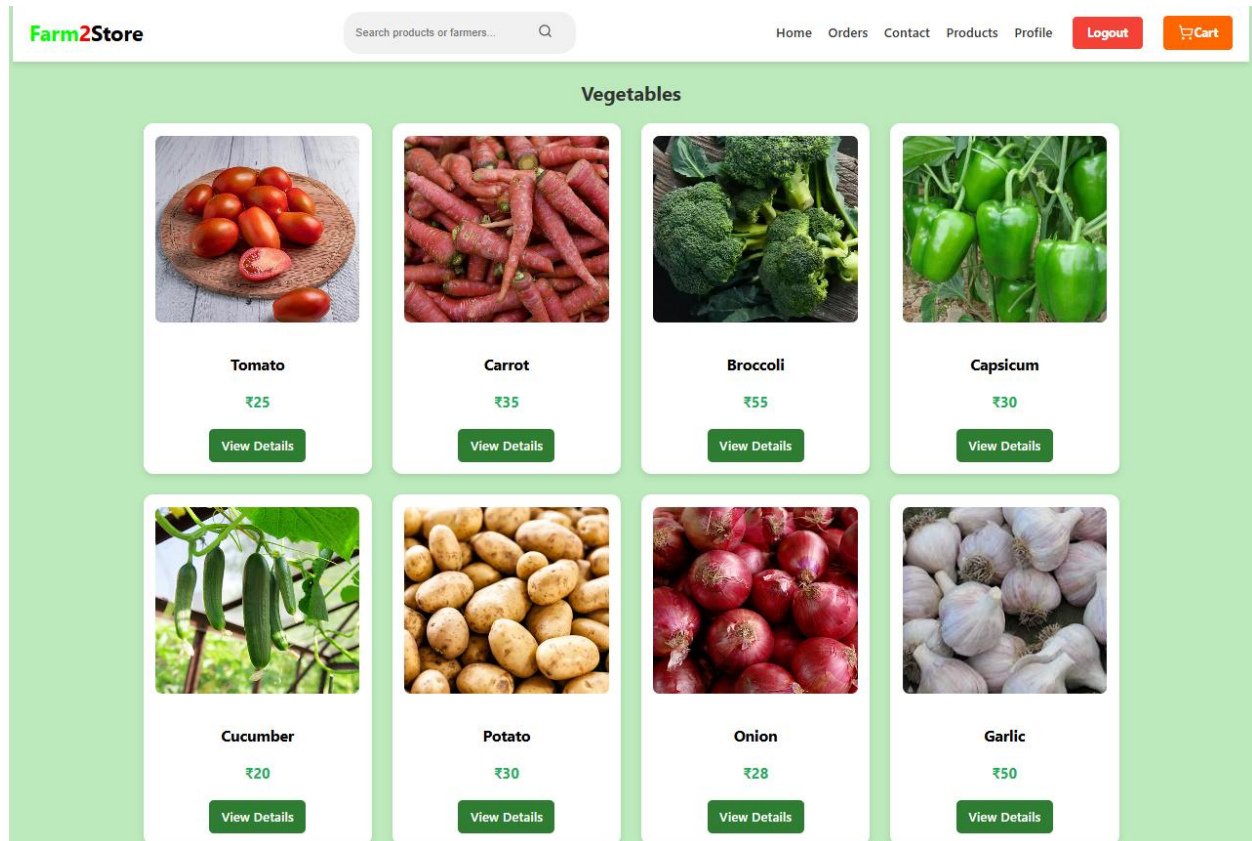 Farm2Store
Search products or farmers...
Home Orders Contact Products Profile Logout Cart
Vegetables
Tomato Carrot Broccoli Capsicum
₹25 ₹35 ₹55 ₹30
View Details View Details View Details View Details
Cucumber Potato Onion Garlic
₹20 ₹30 ₹28 ₹50
View Details View Details View Details View Details